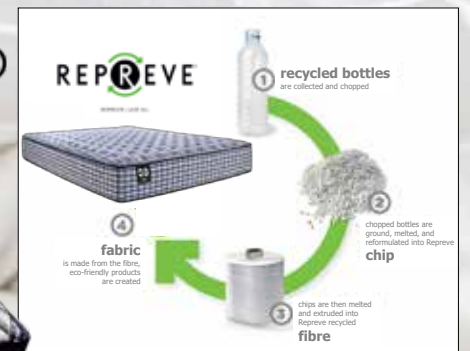 REPREVE
1
recycled bottles
are collected and chopped
2
chopped bottles are
ground, melted, and
reformulated into Repreve
chip
3
chips are then melted
and extruded into
Repreve recycled
fibre
4
fabric
is made from the fibre,
eco-friendly products
are created